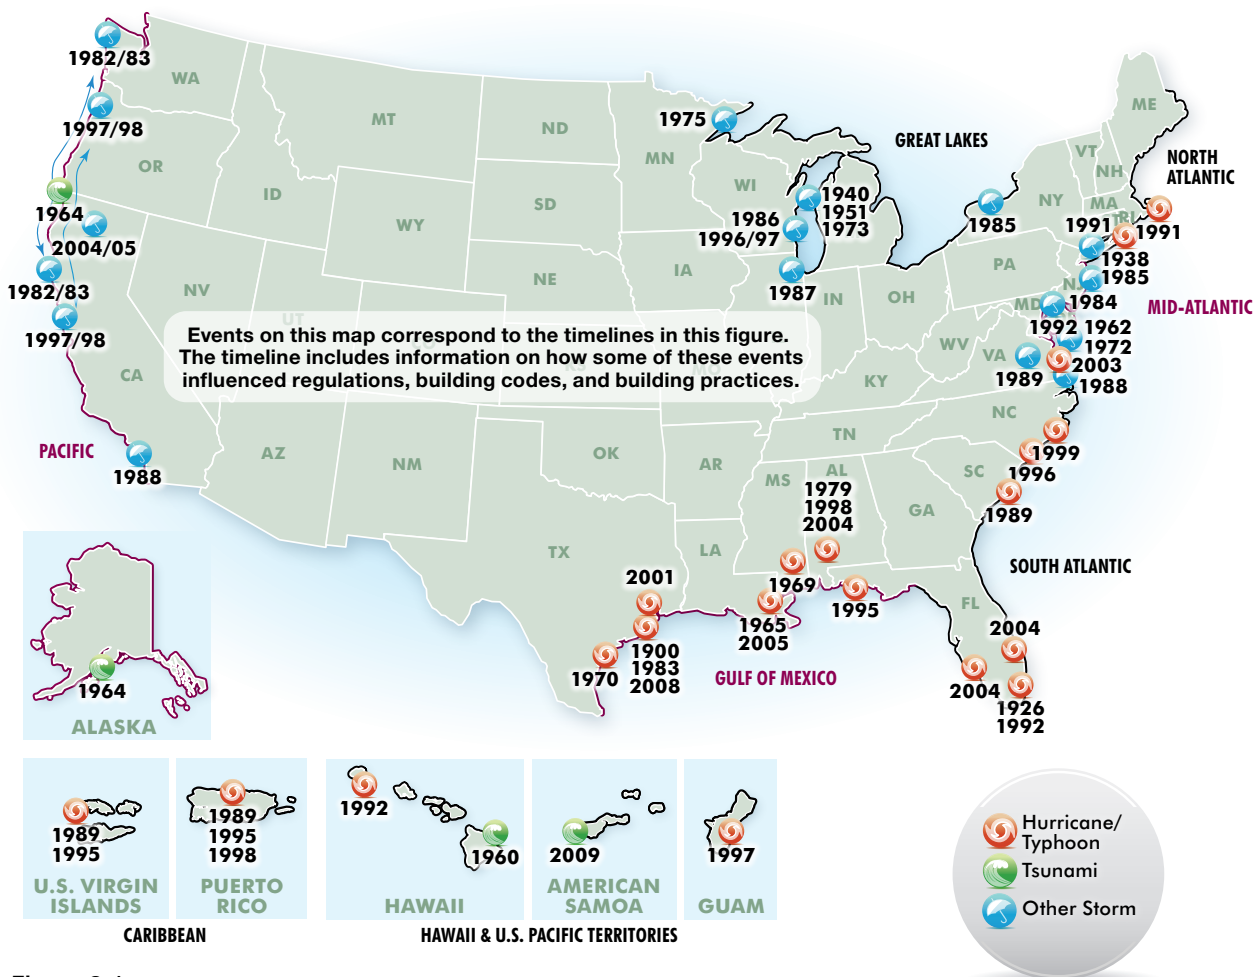 1982/83
WA
1997/98
OR
1964
2004/05
1982/83
1997/98
MT
ID
WY
NV
UT
CA
PACIFIC
1988
AZ
NM
ND
SD
NE
KS
MO
OK
TX
1975
MN
WI
IA
GREAT LAKES
1940
1951
1973
1986
1996/97
1987
IN
OH
KY
TN
AR
LA
MS
AL
1979
1998
2004
GA
SC
NC
VA
WV
MD
PA
NJ
NY
VT
NH
ME
MA
RI
NORTH
ATLANTIC
1985
1991
1991
1938
1985
1984
MID-ATLANTIC
1992
1962
1972
2003
1989
1988
1999
1996
1989
SOUTH ATLANTIC
Events on this map correspond to the timelines in this figure.
The timeline includes information on how some of these events
influenced regulations, building codes, and building practices.
2001
1900
1983
2008
1970
1969
1965
2005
1995
GULF OF MEXICO
FL
2004
2004
1926
1992
1964
ALASKA
1989
1995
U.S. VIRGIN
ISLANDS
1989
1995
1998
PUERTO
RICO
CARIBBEAN
1992
1960
HAWAII
2009
AMERICAN
SAMOA
1997
GUAM
HAWAII & U.S. PACIFIC TERRITORIES
Hurricane/
Typhoon
Tsunami
Other Storm